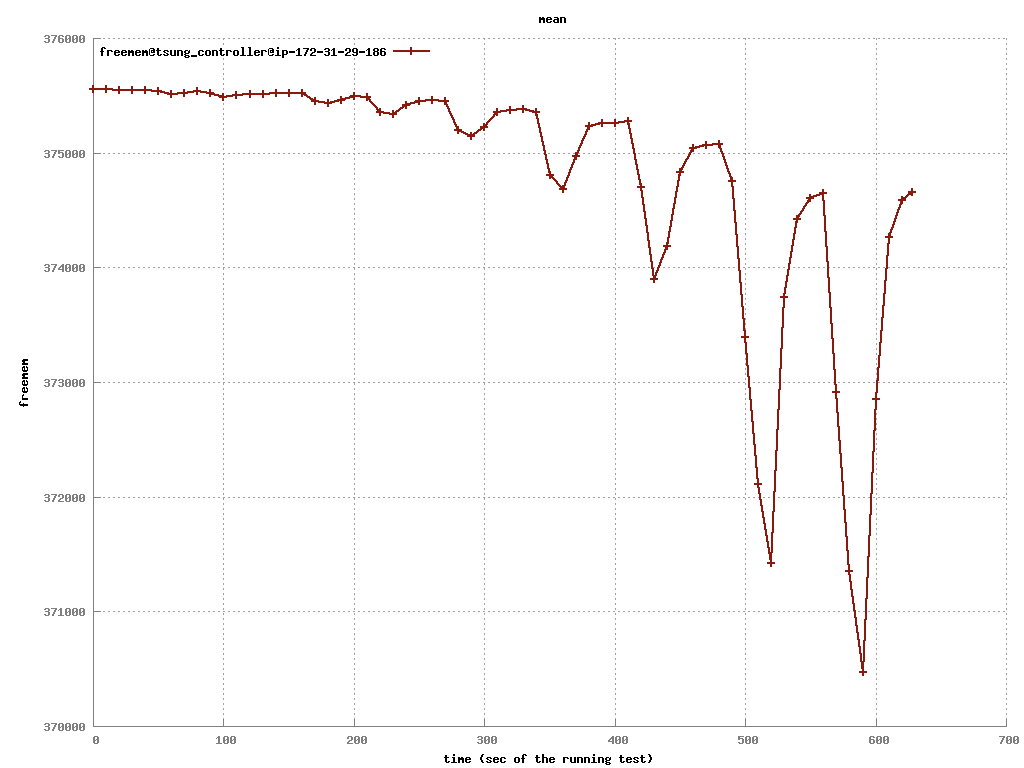 mean
376000
freemem@tsung_controller@ip-172-31-29-186
375000
374000
373000
372000
371000
370000
freemem
0 100 200 300 400 500 600 700
time (sec of the running test)